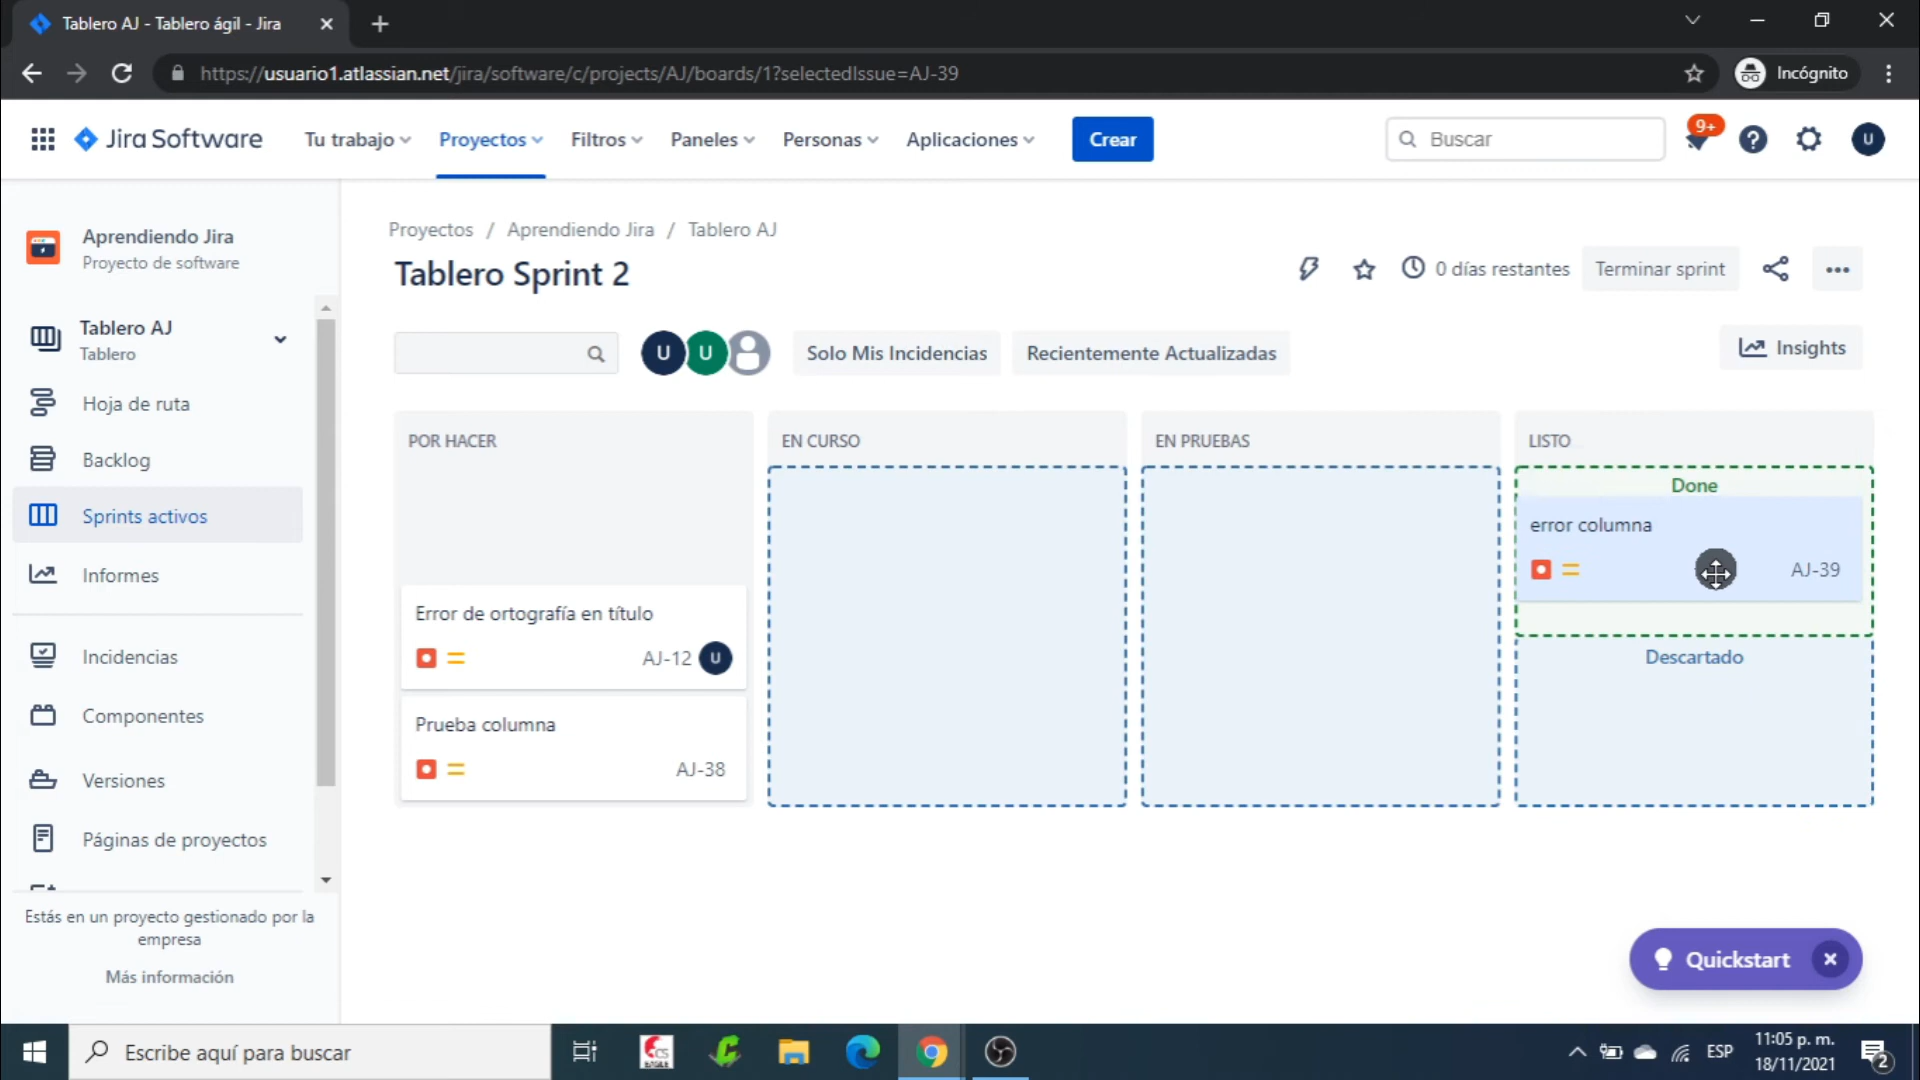 Tablero AJ - Tablero ágil - Jira
https://usuario1.atlassian.net/jira/software/c/projects/AJ/boards/1?selectedIssue=AJ-39
Incógnito
Jira Software
Tu trabajo
Proyectos
Filtros
Paneles
Personas
Aplicaciones
Crear
Buscar
9+
?
U
Aprendiendo Jira
Proyecto de software
Tablero AJ
Tablero
Hoja de ruta
Backlog
Sprints activos
Informes
Incidencias
Componentes
Versiones
Páginas de proyectos
Estás en un proyecto gestionado por la
empresa
Más información
Proyectos / Aprendiendo Jira / Tablero AJ
Tablero Sprint 2
0 días restantes
Terminar sprint
U
U
Solo Mis Incidencias
Recientemente Actualizadas
Insights
POR HACER
Error de ortografía en título
AJ-12
U
Prueba columna
AJ-38
EN CURSO
EN PRUEBAS
LISTO
Done
error columna
AJ-39
Descartado
Quickstart
Escribe aquí para buscar
CS
EAGLE
ESP
11:05 p. m.
18/11/2021
2